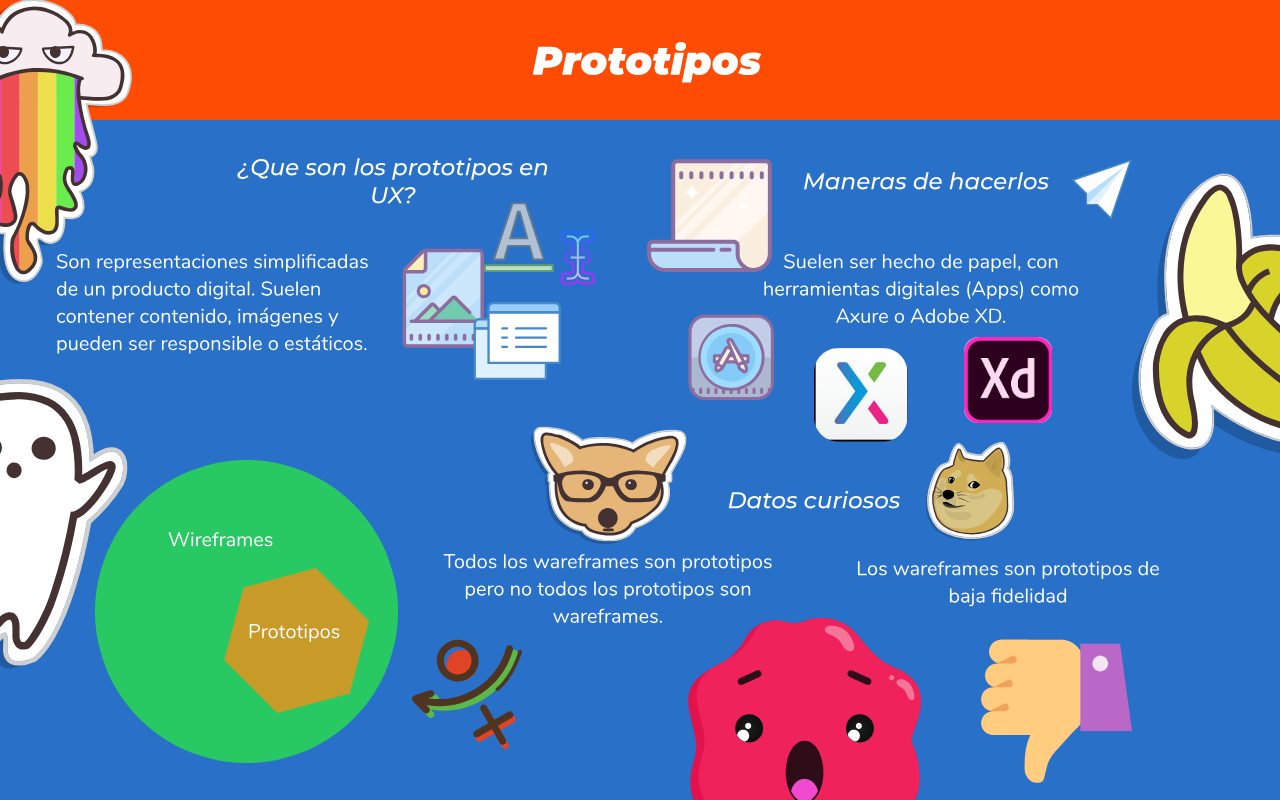 Prototipos
¿Que son los prototipos en
UX?
A
Son representaciones simplificadas
de un producto digital. Suelen
contener contenido, imágenes y
pueden ser responsible o estáticos.
Maneras de hacerlos
Suelen ser hecho de papel, con
herramientas digitales (Apps) como
Axure o Adobe XD.
Xd
Wireframes
Prototipos
Datos curiosos
Todos los wareframes son prototipos
pero no todos los prototipos son
wareframes.
Los wareframes son prototipos de
baja fidelidad